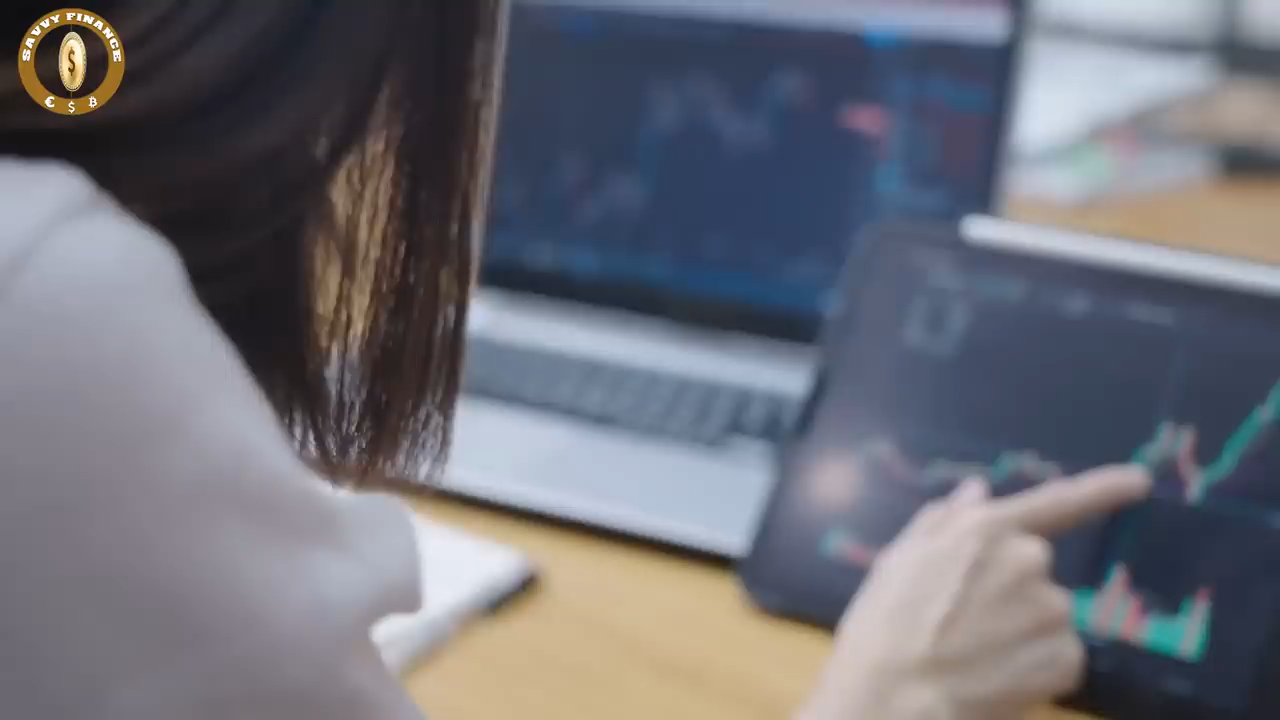 SAVVY FINANCE
$
€ $ ₿